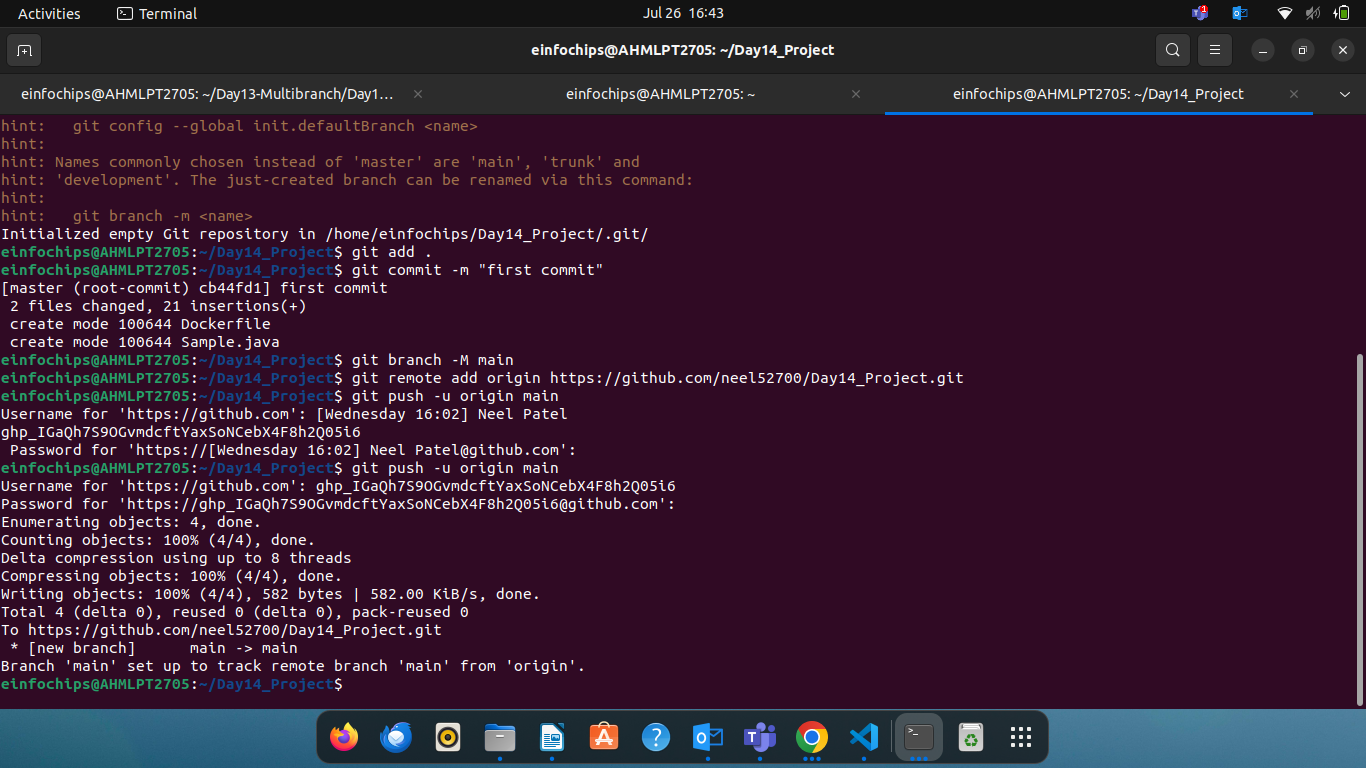 Activities
Terminal
Jul 26 16:43
1
einfochips@AHMLPT2705: ~/Day14_Project
einfochips@AHMLPT2705: ~/Day13-Multibranch/Day1...
einfochips@AHMLPT2705: ~
einfochips@AHMLPT2705: ~/Day14_Project
hint:   git config --global init.defaultBranch <name>
hint:
hint: Names commonly chosen instead of 'master' are 'main', 'trunk' and
hint: 'development'. The just-created branch can be renamed via this command:
hint:
hint:   git branch -m <name>
Initialized empty Git repository in /home/einfochips/Day14_Project/.git/
einfochips@AHMLPT2705:~/Day14_Project$ git add .
einfochips@AHMLPT2705:~/Day14_Project$ git commit -m "first commit"
[master (root-commit) cb44fd1] first commit
 2 files changed, 21 insertions(+)
 create mode 100644 Dockerfile
 create mode 100644 Sample.java
einfochips@AHMLPT2705:~/Day14_Project$ git branch -M main
einfochips@AHMLPT2705:~/Day14_Project$ git remote add origin https://github.com/neel52700/Day14_Project.git
einfochips@AHMLPT2705:~/Day14_Project$ git push -u origin main
Username for 'https://github.com': [Wednesday 16:02] Neel Patel
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
 Password for 'https://[Wednesday 16:02] Neel Patel@github.com':
einfochips@AHMLPT2705:~/Day14_Project$ git push -u origin main
Username for 'https://github.com': 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
Password for 'https://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@github.com':
Enumerating objects: 4, done.
Counting objects: 100% (4/4), done.
Delta compression using up to 8 threads
Compressing objects: 100% (4/4), done.
Writing objects: 100% (4/4), 582 bytes | 582.00 KiB/s, done.
Total 4 (delta 0), reused 0 (delta 0), pack-reused 0
To https://github.com/neel52700/Day14_Project.git
 * [new branch]      main -> main
Branch 'main' set up to track remote branch 'main' from 'origin'.
einfochips@AHMLPT2705:~/Day14_Project$